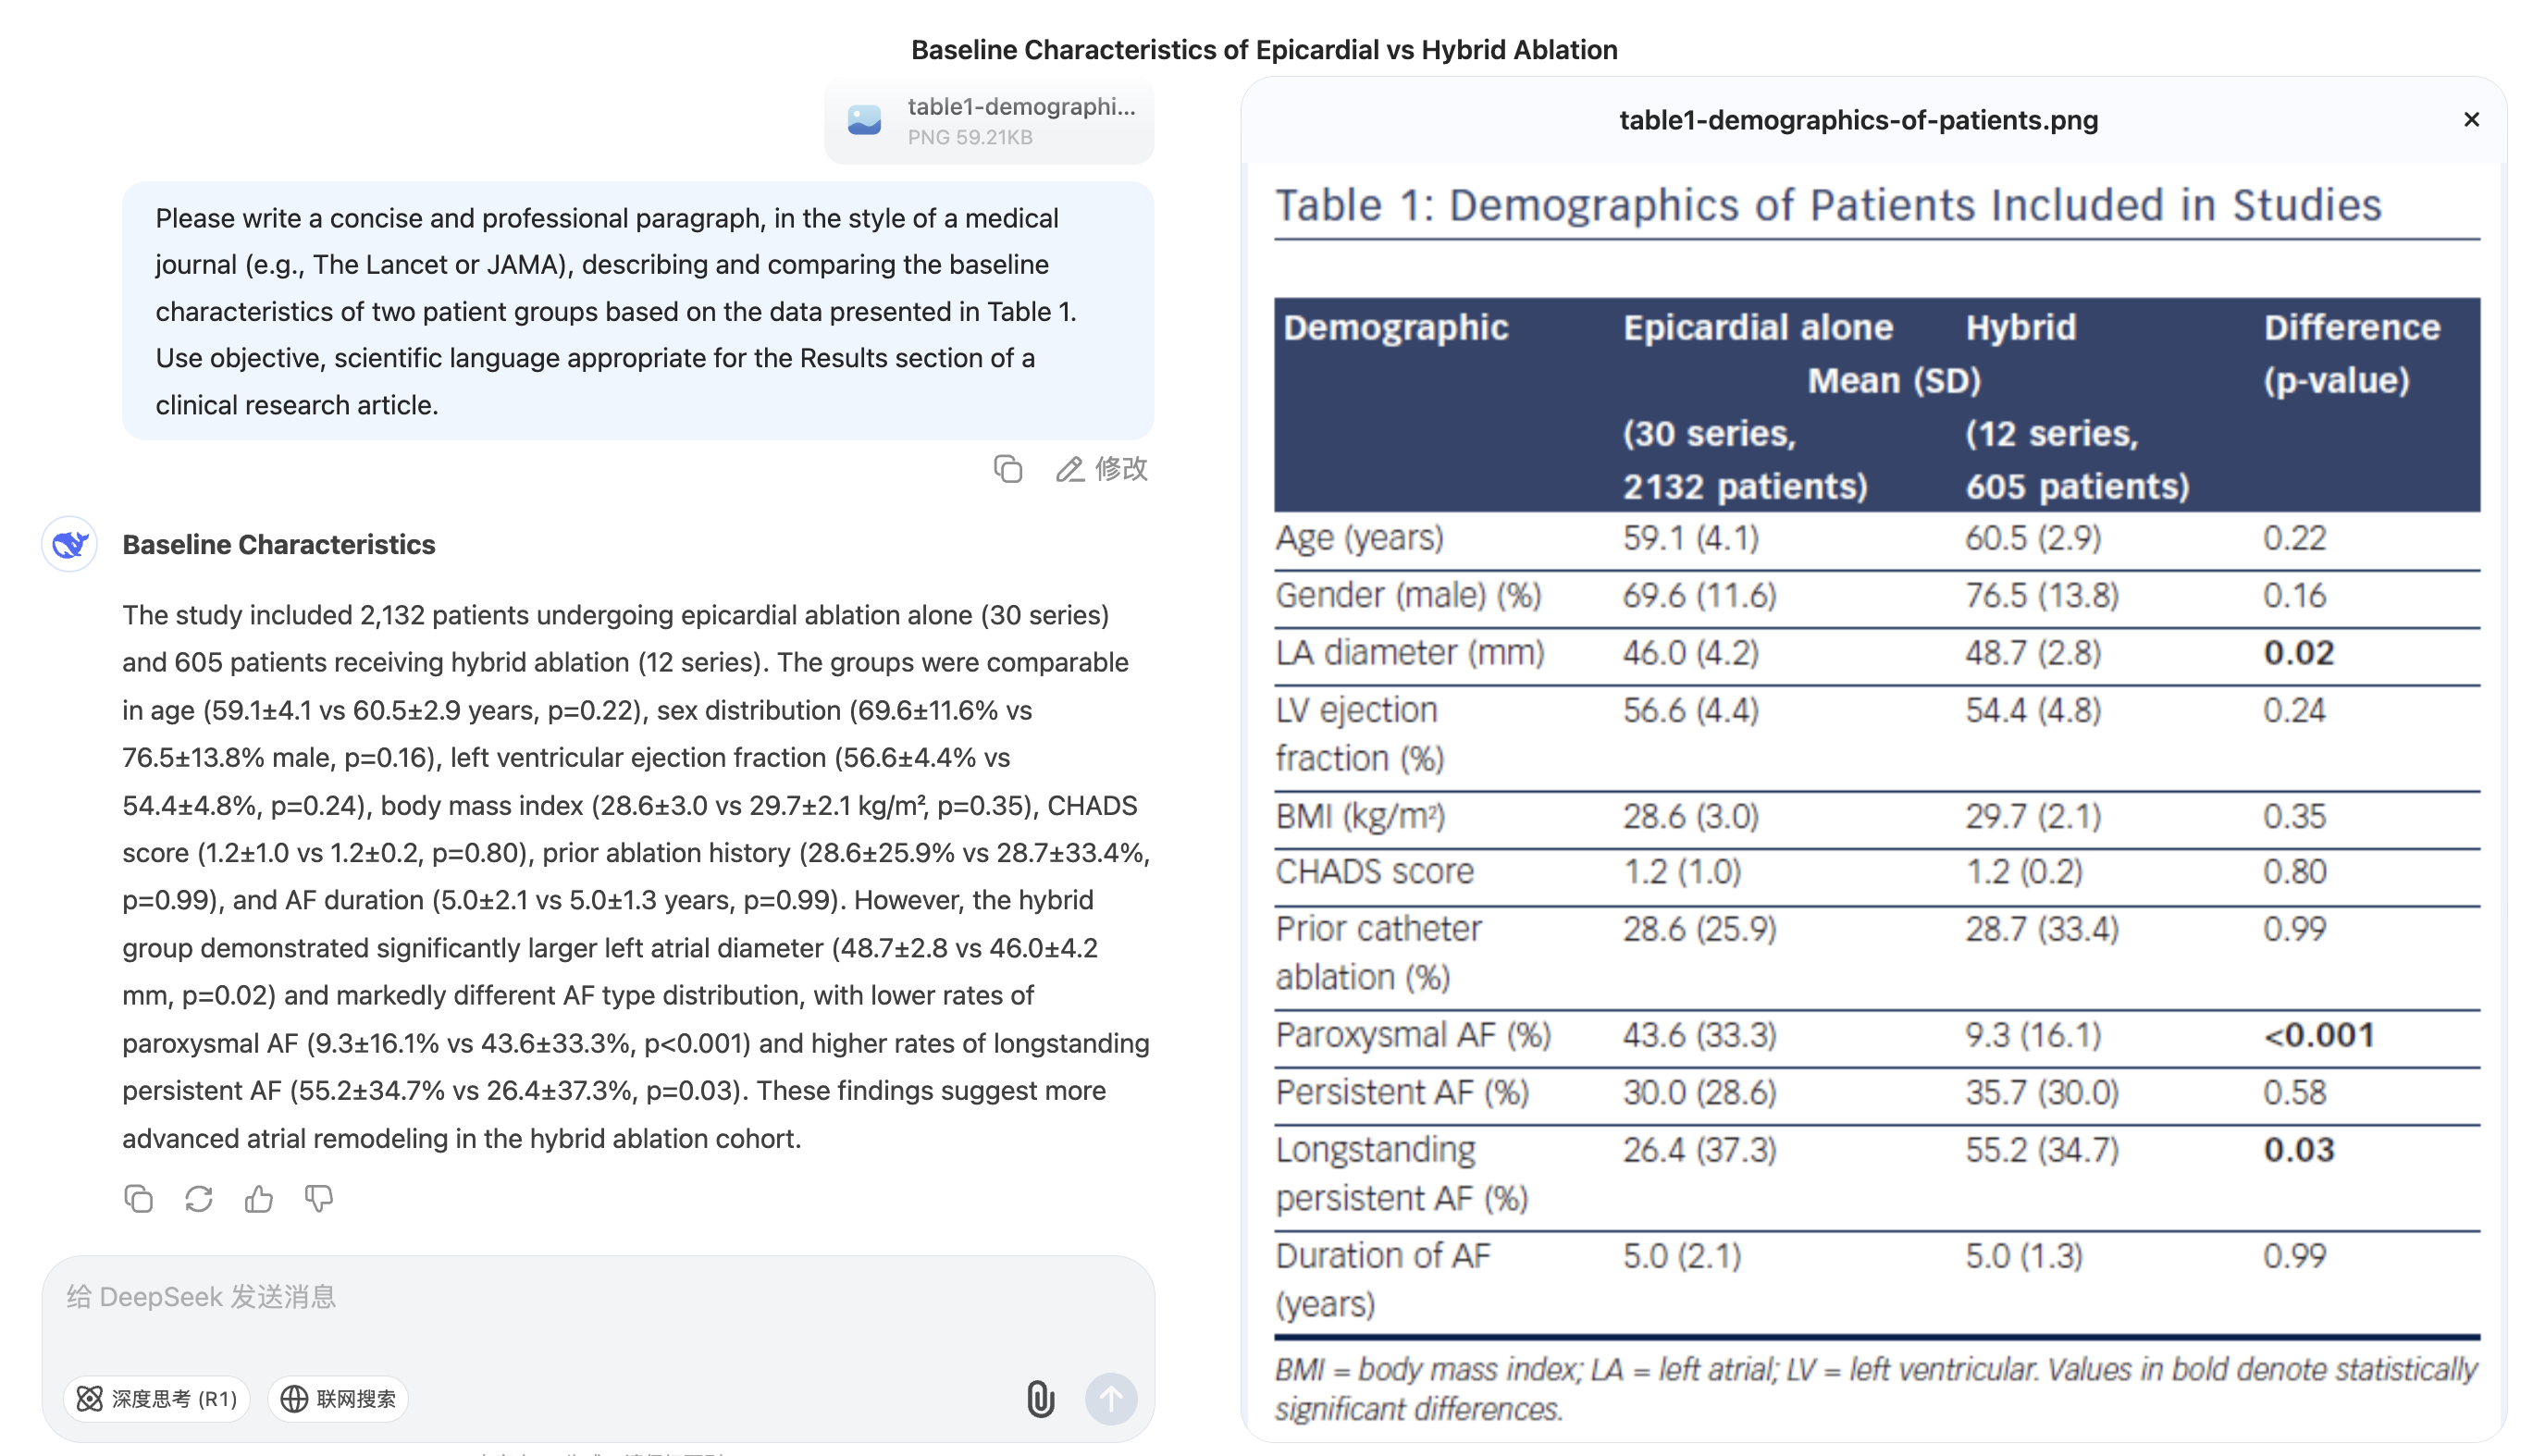 Baseline Characteristics of Epicardial vs Hybrid Ablation
table1-demographi...
PNG 59.21KB
Please write a concise and professional paragraph, in the style of a medical
journal (e.g., The Lancet or JAMA), describing and comparing the baseline
characteristics of two patient groups based on the data presented in Table 1.
Use objective, scientific language appropriate for the Results section of a
clinical research article.
修改
Baseline Characteristics
The study included 2,132 patients undergoing epicardial ablation alone (30 series)
and 605 patients receiving hybrid ablation (12 series). The groups were comparable
in age (59.1±4.1 vs 60.5±2.9 years, p=0.22), sex distribution (69.6±11.6% vs
76.5±13.8% male, p=0.16), left ventricular ejection fraction (56.6±4.4% vs
54.4±4.8%, p=0.24), body mass index (28.6±3.0 vs 29.7±2.1 kg/m², p=0.35), CHADS
score (1.2±1.0 vs 1.2±0.2, p=0.80), prior ablation history (28.6±25.9% vs 28.7±33.4%,
p=0.99), and AF duration (5.0±2.1 vs 5.0±1.3 years, p=0.99). However, the hybrid
group demonstrated significantly larger left atrial diameter (48.7±2.8 vs 46.0±4.2
mm, p=0.02) and markedly different AF type distribution, with lower rates of
paroxysmal AF (9.3±16.1% vs 43.6±33.3%, p<0.001) and higher rates of longstanding
persistent AF (55.2±34.7% vs 26.4±37.3%, p=0.03). These findings suggest more
advanced atrial remodeling in the hybrid ablation cohort.
给 DeepSeek 发送消息
深度思考 (R1) 联网搜索
table1-demographics-of-patients.png
Table 1: Demographics of Patients Included in Studies
Demographic Epicardial alone Hybrid Difference
Mean (SD) (p-value)
(30 series, (12 series,
2132 patients) 605 patients)
Age (years) 59.1 (4.1) 60.5 (2.9) 0.22
Gender (male) (%) 69.6 (11.6) 76.5 (13.8) 0.16
LA diameter (mm) 46.0 (4.2) 48.7 (2.8) 0.02
LV ejection 56.6 (4.4) 54.4 (4.8) 0.24
fraction (%)
BMI (kg/m²) 28.6 (3.0) 29.7 (2.1) 0.35
CHADS score 1.2 (1.0) 1.2 (0.2) 0.80
Prior catheter 28.6 (25.9) 28.7 (33.4) 0.99
ablation (%)
Paroxysmal AF (%) 43.6 (33.3) 9.3 (16.1) <0.001
Persistent AF (%) 30.0 (28.6) 35.7 (30.0) 0.58
Longstanding 26.4 (37.3) 55.2 (34.7) 0.03
persistent AF (%)
Duration of AF 5.0 (2.1) 5.0 (1.3) 0.99
(years)
BMI = body mass index; LA = left atrial; LV = left ventricular. Values in bold denote statistically
significant differences.